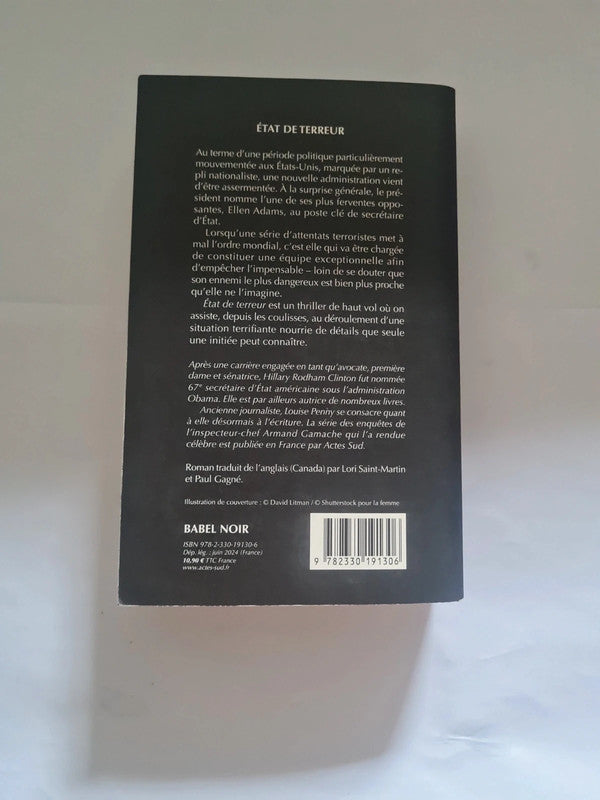 ÉTAT DE TERREUR
Au terme d'une période politique particulièrement
mouvementée aux États-Unis, marquée par un re-
pli nationaliste, une nouvelle administration vient
d'être assermentée. À la surprise générale, le pré-
sident nomme l'une de ses plus ferventes oppo-
santes, Ellen Adams, au poste clé de secrétaire
d'État.
Lorsqu'une série d'attentats terroristes met à
mal l'ordre mondial, c'est elle qui va être chargée
de constituer une équipe exceptionnelle afin
d'empêcher l'impensable – loin de se douter que
son ennemi le plus dangereux est bien plus proche
qu'elle ne l'imagine.
État de terreur est un thriller de haut vol où on
assiste, depuis les coulisses, au déroulement d'une
situation terrifiante nourrie de détails que seule
une initiée peut connaître.
Après une carrière engagée en tant qu'avocate, première
dame et sénatrice, Hillary Rodham Clinton fut nommée
67e secrétaire d'État américaine sous l'administration
Obama. Elle est par ailleurs autrice de nombreux livres.
Ancienne journaliste, Louise Penny se consacre quant
à elle désormais à l'écriture. La série des enquêtes de
l'inspecteur-chef Armand Gamache qui l'a rendue
célèbre est publiée en France par Actes Sud.
Roman traduit de l'anglais (Canada) par Lori Saint-Martin
et Paul Gagné.
Illustration de couverture : © David Litman / © Shutterstock pour la femme
BABEL NOIR
ISBN 978-2-330-19130-6
Dép. lég. : juin 2024 (France)
10,90 € TTC France
www.actes-sud.fr
9 782330 191306